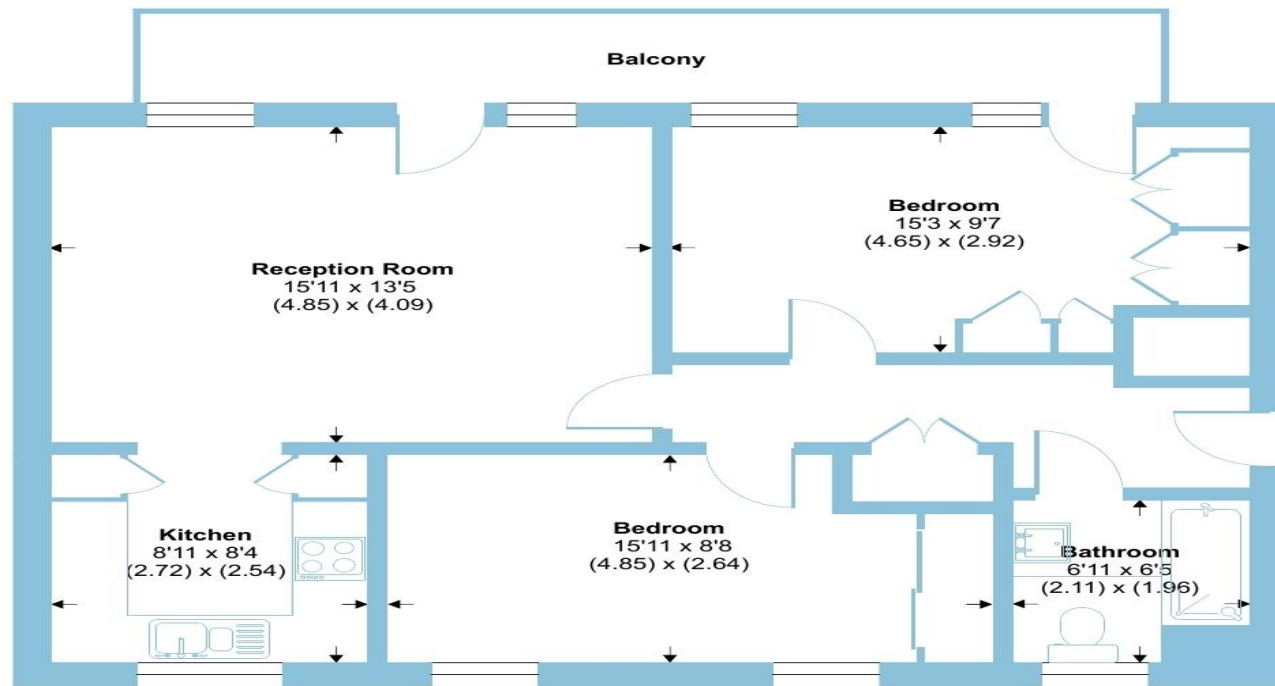 Balcony
Bedroom
15'3 x 9'7
(4.65) x (2.92)
Reception Room
15'11 x 13'5
(4.85) x (4.09)
Kitchen
8'11 x 8'4
(2.72) x (2.54)
Bedroom
15'11 x 8'8
(4.85) x (2.64)
Bathroom
6'11 x 6'5
(2.11) x (1.96)